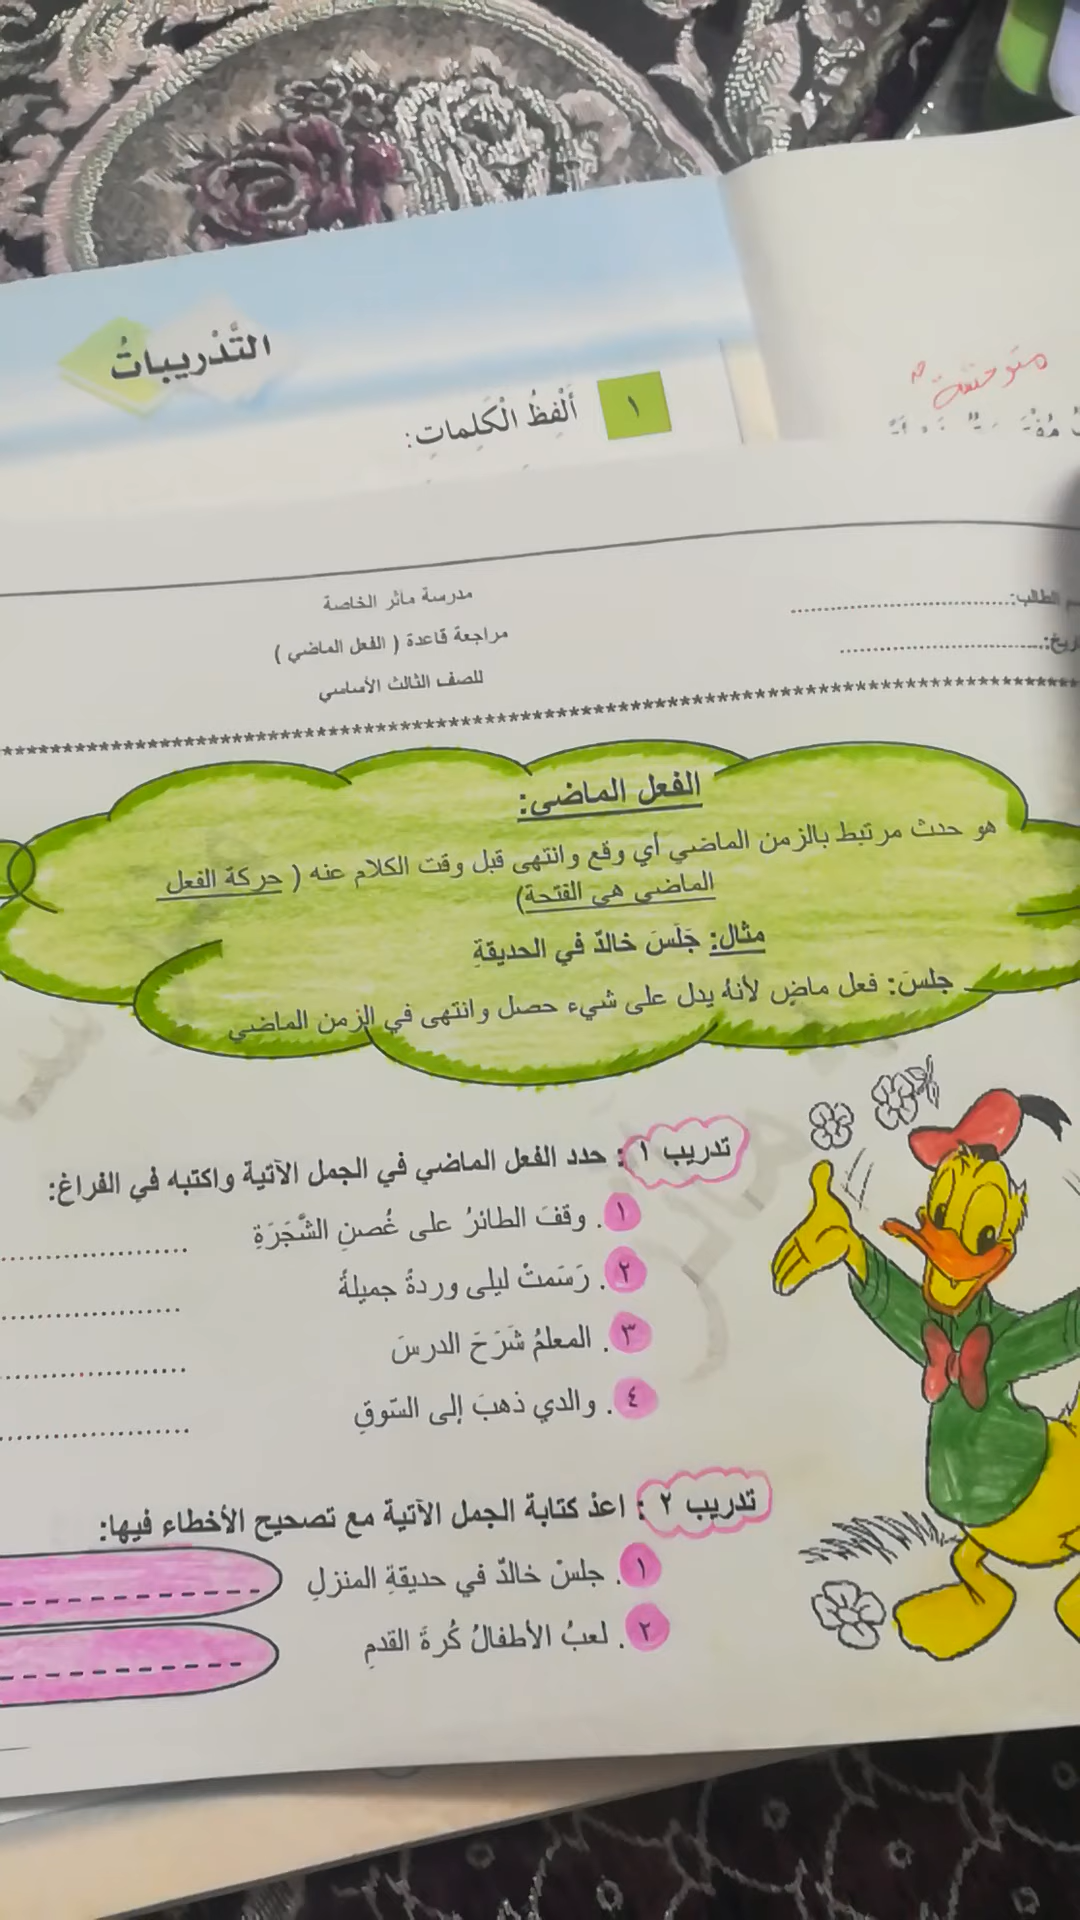 التَّدْريباتُ
١ أَلْفِظُ الْكَلِماتِ:
متوحشة
الطالب:
مدرسة مآثر الخاصة
مراجعة قاعدة ( الفعل الماضي )
للصف الثالث الأساسي
الفعل الماضي:
هو حدث مرتبط بالزمن الماضي أي وقع وانتهى قبل وقت الكلام عنه ( حركة الفعل
الماضي هي الفتحة)
مثال: جَلَسَ خالدٌ في الحديقةِ
جلسَ: فعل ماضٍ لأنهُ يدل على شيء حصل وانتهى في الزمن الماضي
تدريب ١ : حدد الفعل الماضي في الجمل الآتية واكتبه في الفراغ:
١. وقفَ الطائرُ على غُصنِ الشَّجَرَةِ
٢. رَسَمتْ ليلى وردةً جميلةً
٣. المعلمُ شَرَحَ الدرسَ
٤. والدي ذهبَ إلى السّوقِ
تدريب ٢ : اعذ كتابة الجمل الآتية مع تصحيح الأخطاء فيها:
١. جلسْ خالدٌ في حديقةِ المنزلِ
٢. لعبُ الأطفالُ كُرةَ القدمِ